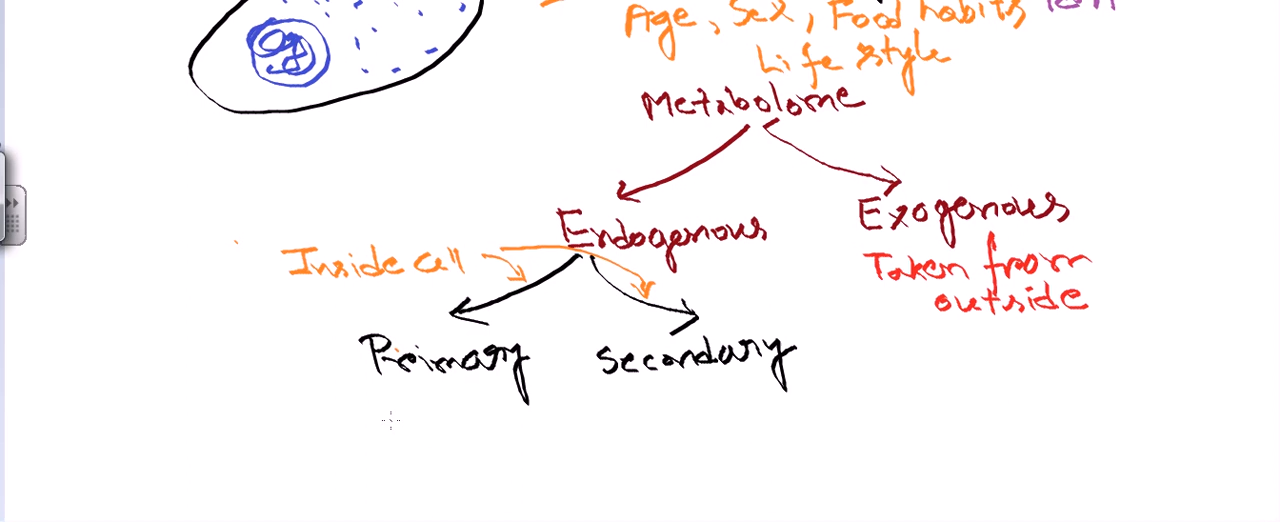 Age, Sex, Food habits
Life style
Metabolome
Endogenous
Exogenous
Inside cell
Taken from
outside
Primary
Secondary